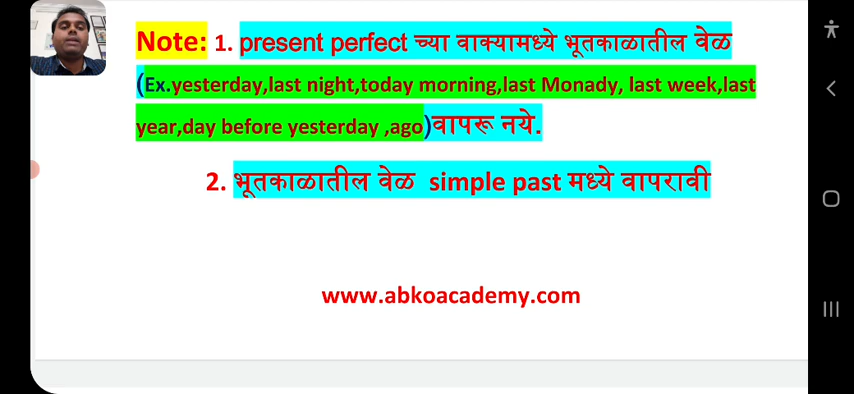 Note: 1. present perfect च्या वाक्यामध्ये भूतकाळातील वेळ
(Ex.yesterday,last night,today morning,last Monady, last week,last
year,day before yesterday ,ago)वापरू नये.
2. भूतकाळातील वेळ simple past मध्ये वापरावी
www.abkoacademy.com